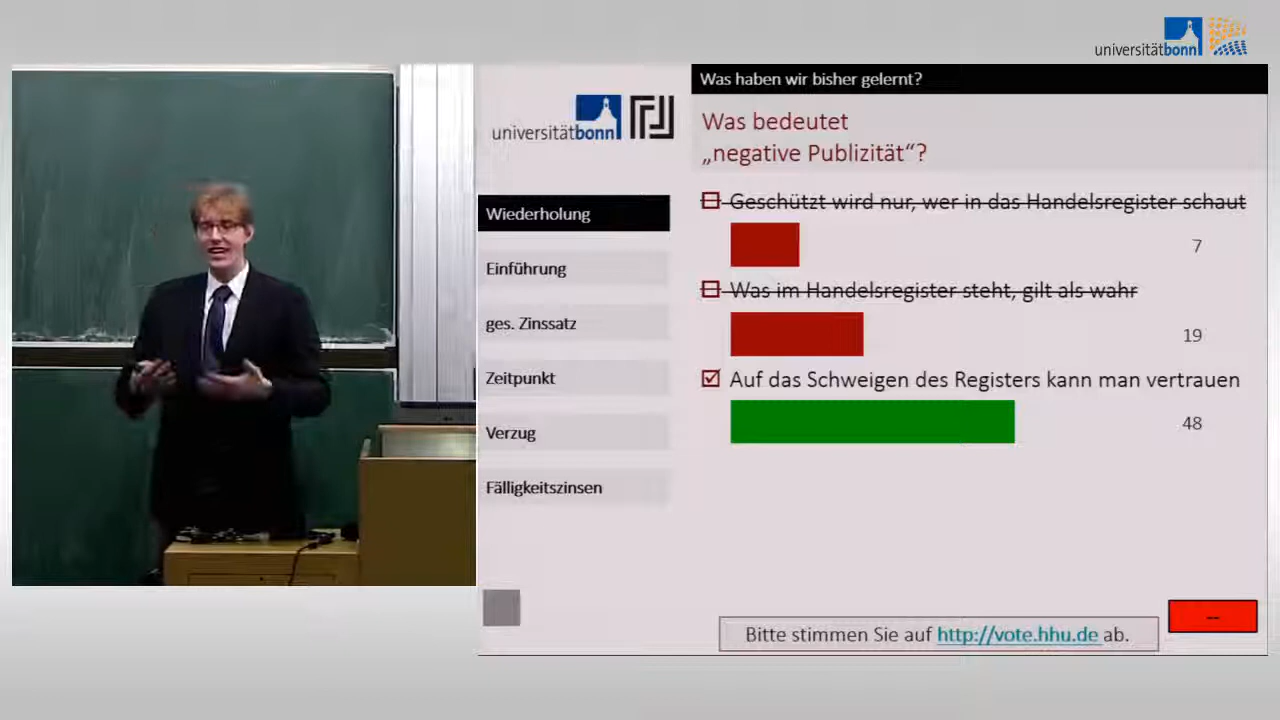 universitätbonn
Was haben wir bisher gelernt?
universitätbonn
Was bedeutet
„negative Publizität“?
Wiederholung
Einführung
ges. Zinssatz
Zeitpunkt
Verzug
Fälligkeitszinsen
Geschützt wird nur, wer in das Handelsregister schaut
7
Was im Handelsregister steht, gilt als wahr
19
Auf das Schweigen des Registers kann man vertrauen
48
Bitte stimmen Sie auf http://vote.hhu.de ab.
--